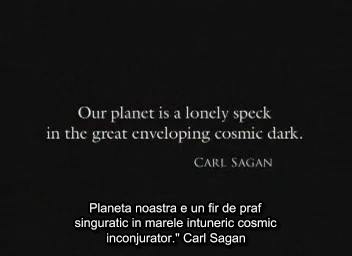 Our planet is a lonely speck
in the great enveloping cosmic dark.
CARL SAGAN
Planeta noastra e un fir de praf
singuratic in marele intuneric cosmic
inconjurator." Carl Sagan